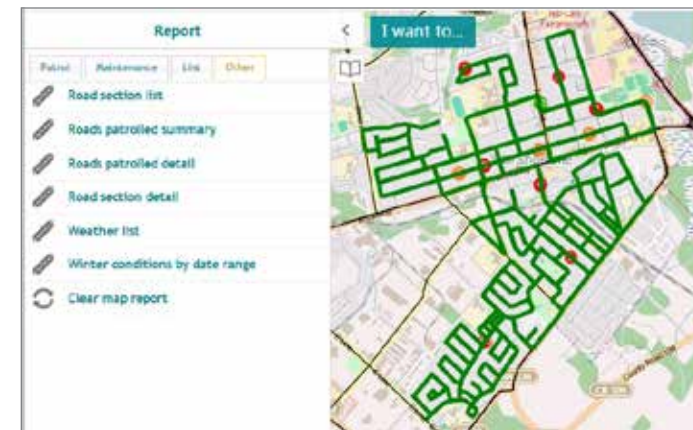 Report
I want to...
Patrol Maintenance List Other
Road section list
Roads patrolled summary
Roads patrolled detail
Road section detail
Weather list
Winter conditions by date range
Clear map report